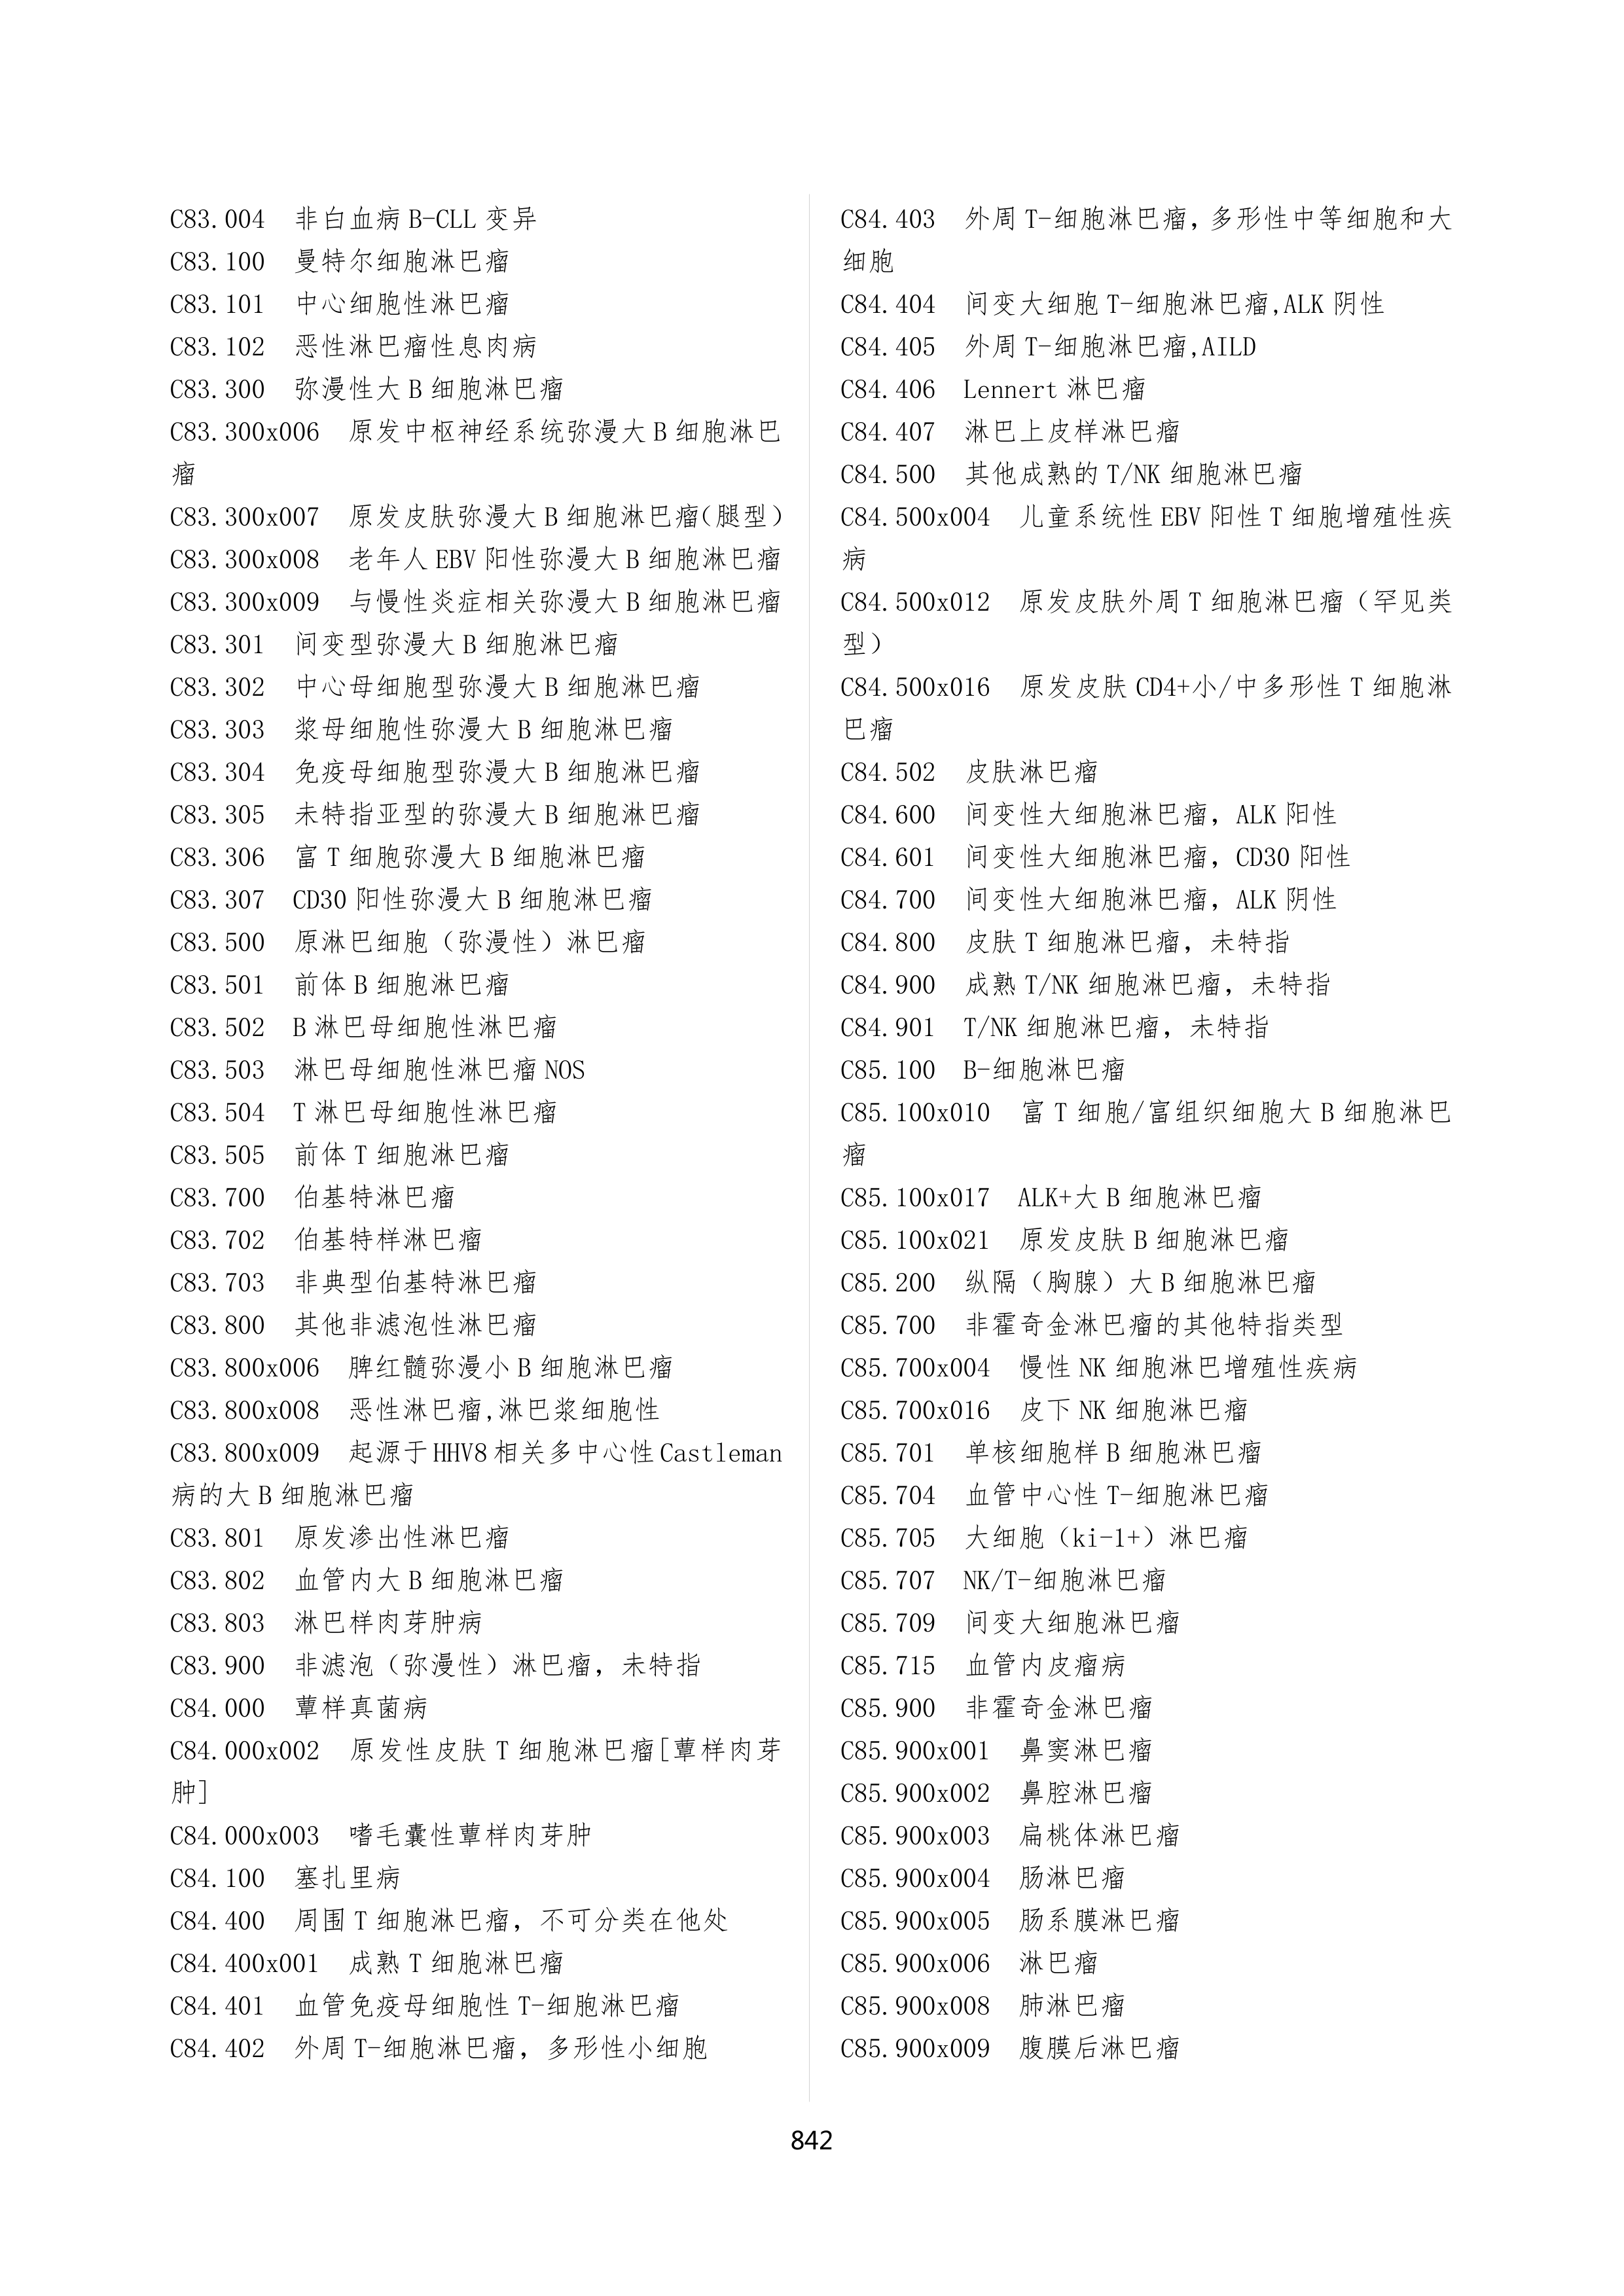 C83.004 非白血病 B-CLL 变异
C83.100 曼特尔细胞淋巴瘤
C83.101 中心细胞性淋巴瘤
C83.102 恶性淋巴瘤性息肉病
C83.300 弥漫性大 B 细胞淋巴瘤
C83.300x006 原发中枢神经系统弥漫大 B 细胞淋巴
瘤
C83.300x007 原发皮肤弥漫大 B 细胞淋巴瘤(腿型)
C83.300x008 老年人 EBV 阳性弥漫大 B 细胞淋巴瘤
C83.300x009 与慢性炎症相关弥漫大 B 细胞淋巴瘤
C83.301 间变型弥漫大 B 细胞淋巴瘤
C83.302 中心母细胞型弥漫大 B 细胞淋巴瘤
C83.303 浆母细胞性弥漫大 B 细胞淋巴瘤
C83.304 免疫母细胞型弥漫大 B 细胞淋巴瘤
C83.305 未特指亚型的弥漫大 B 细胞淋巴瘤
C83.306 富 T 细胞弥漫大 B 细胞淋巴瘤
C83.307 CD30 阳性弥漫大 B 细胞淋巴瘤
C83.500 原淋巴细胞（弥漫性）淋巴瘤
C83.501 前体 B 细胞淋巴瘤
C83.502 B 淋巴母细胞性淋巴瘤
C83.503 淋巴母细胞性淋巴瘤 NOS
C83.504 T 淋巴母细胞性淋巴瘤
C83.505 前体 T 细胞淋巴瘤
C83.700 伯基特淋巴瘤
C83.702 伯基特样淋巴瘤
C83.703 非典型伯基特淋巴瘤
C83.800 其他非滤泡性淋巴瘤
C83.800x006 脾红髓弥漫小 B 细胞淋巴瘤
C83.800x008 恶性淋巴瘤,淋巴浆细胞性
C83.800x009 起源于 HHV8 相关多中心性 Castleman
病的大 B 细胞淋巴瘤
C83.801 原发渗出性淋巴瘤
C83.802 血管内大 B 细胞淋巴瘤
C83.803 淋巴样肉芽肿病
C83.900 非滤泡（弥漫性）淋巴瘤，未特指
C84.000 蕈样真菌病
C84.000x002 原发性皮肤 T 细胞淋巴瘤[蕈样肉芽
肿]
C84.000x003 嗜毛囊性蕈样肉芽肿
C84.100 塞扎里病
C84.400 周围 T 细胞淋巴瘤，不可分类在他处
C84.400x001 成熟 T 细胞淋巴瘤
C84.401 血管免疫母细胞性 T-细胞淋巴瘤
C84.402 外周 T-细胞淋巴瘤，多形性小细胞
C84.403 外周 T-细胞淋巴瘤，多形性中等细胞和大
细胞
C84.404 间变大细胞 T-细胞淋巴瘤,ALK 阴性
C84.405 外周 T-细胞淋巴瘤,AILD
C84.406 Lennert 淋巴瘤
C84.407 淋巴上皮样淋巴瘤
C84.500 其他成熟的 T/NK 细胞淋巴瘤
C84.500x004 儿童系统性 EBV 阳性 T 细胞增殖性疾
病
C84.500x012 原发皮肤外周 T 细胞淋巴瘤（罕见类
型）
C84.500x016 原发皮肤 CD4+小/中多形性 T 细胞淋
巴瘤
C84.502 皮肤淋巴瘤
C84.600 间变性大细胞淋巴瘤，ALK 阳性
C84.601 间变性大细胞淋巴瘤，CD30 阳性
C84.700 间变性大细胞淋巴瘤，ALK 阴性
C84.800 皮肤 T 细胞淋巴瘤，未特指
C84.900 成熟 T/NK 细胞淋巴瘤，未特指
C84.901 T/NK 细胞淋巴瘤，未特指
C85.100 B-细胞淋巴瘤
C85.100x010 富 T 细胞/富组织细胞大 B 细胞淋巴
瘤
C85.100x017 ALK+大 B 细胞淋巴瘤
C85.100x021 原发皮肤 B 细胞淋巴瘤
C85.200 纵隔（胸腺）大 B 细胞淋巴瘤
C85.700 非霍奇金淋巴瘤的其他特指类型
C85.700x004 慢性 NK 细胞淋巴增殖性疾病
C85.700x016 皮下 NK 细胞淋巴瘤
C85.701 单核细胞样 B 细胞淋巴瘤
C85.704 血管中心性 T-细胞淋巴瘤
C85.705 大细胞（ki-1+）淋巴瘤
C85.707 NK/T-细胞淋巴瘤
C85.709 间变大细胞淋巴瘤
C85.715 血管内皮瘤病
C85.900 非霍奇金淋巴瘤
C85.900x001 鼻窦淋巴瘤
C85.900x002 鼻腔淋巴瘤
C85.900x003 扁桃体淋巴瘤
C85.900x004 肠淋巴瘤
C85.900x005 肠系膜淋巴瘤
C85.900x006 淋巴瘤
C85.900x008 肺淋巴瘤
C85.900x009 腹膜后淋巴瘤
842